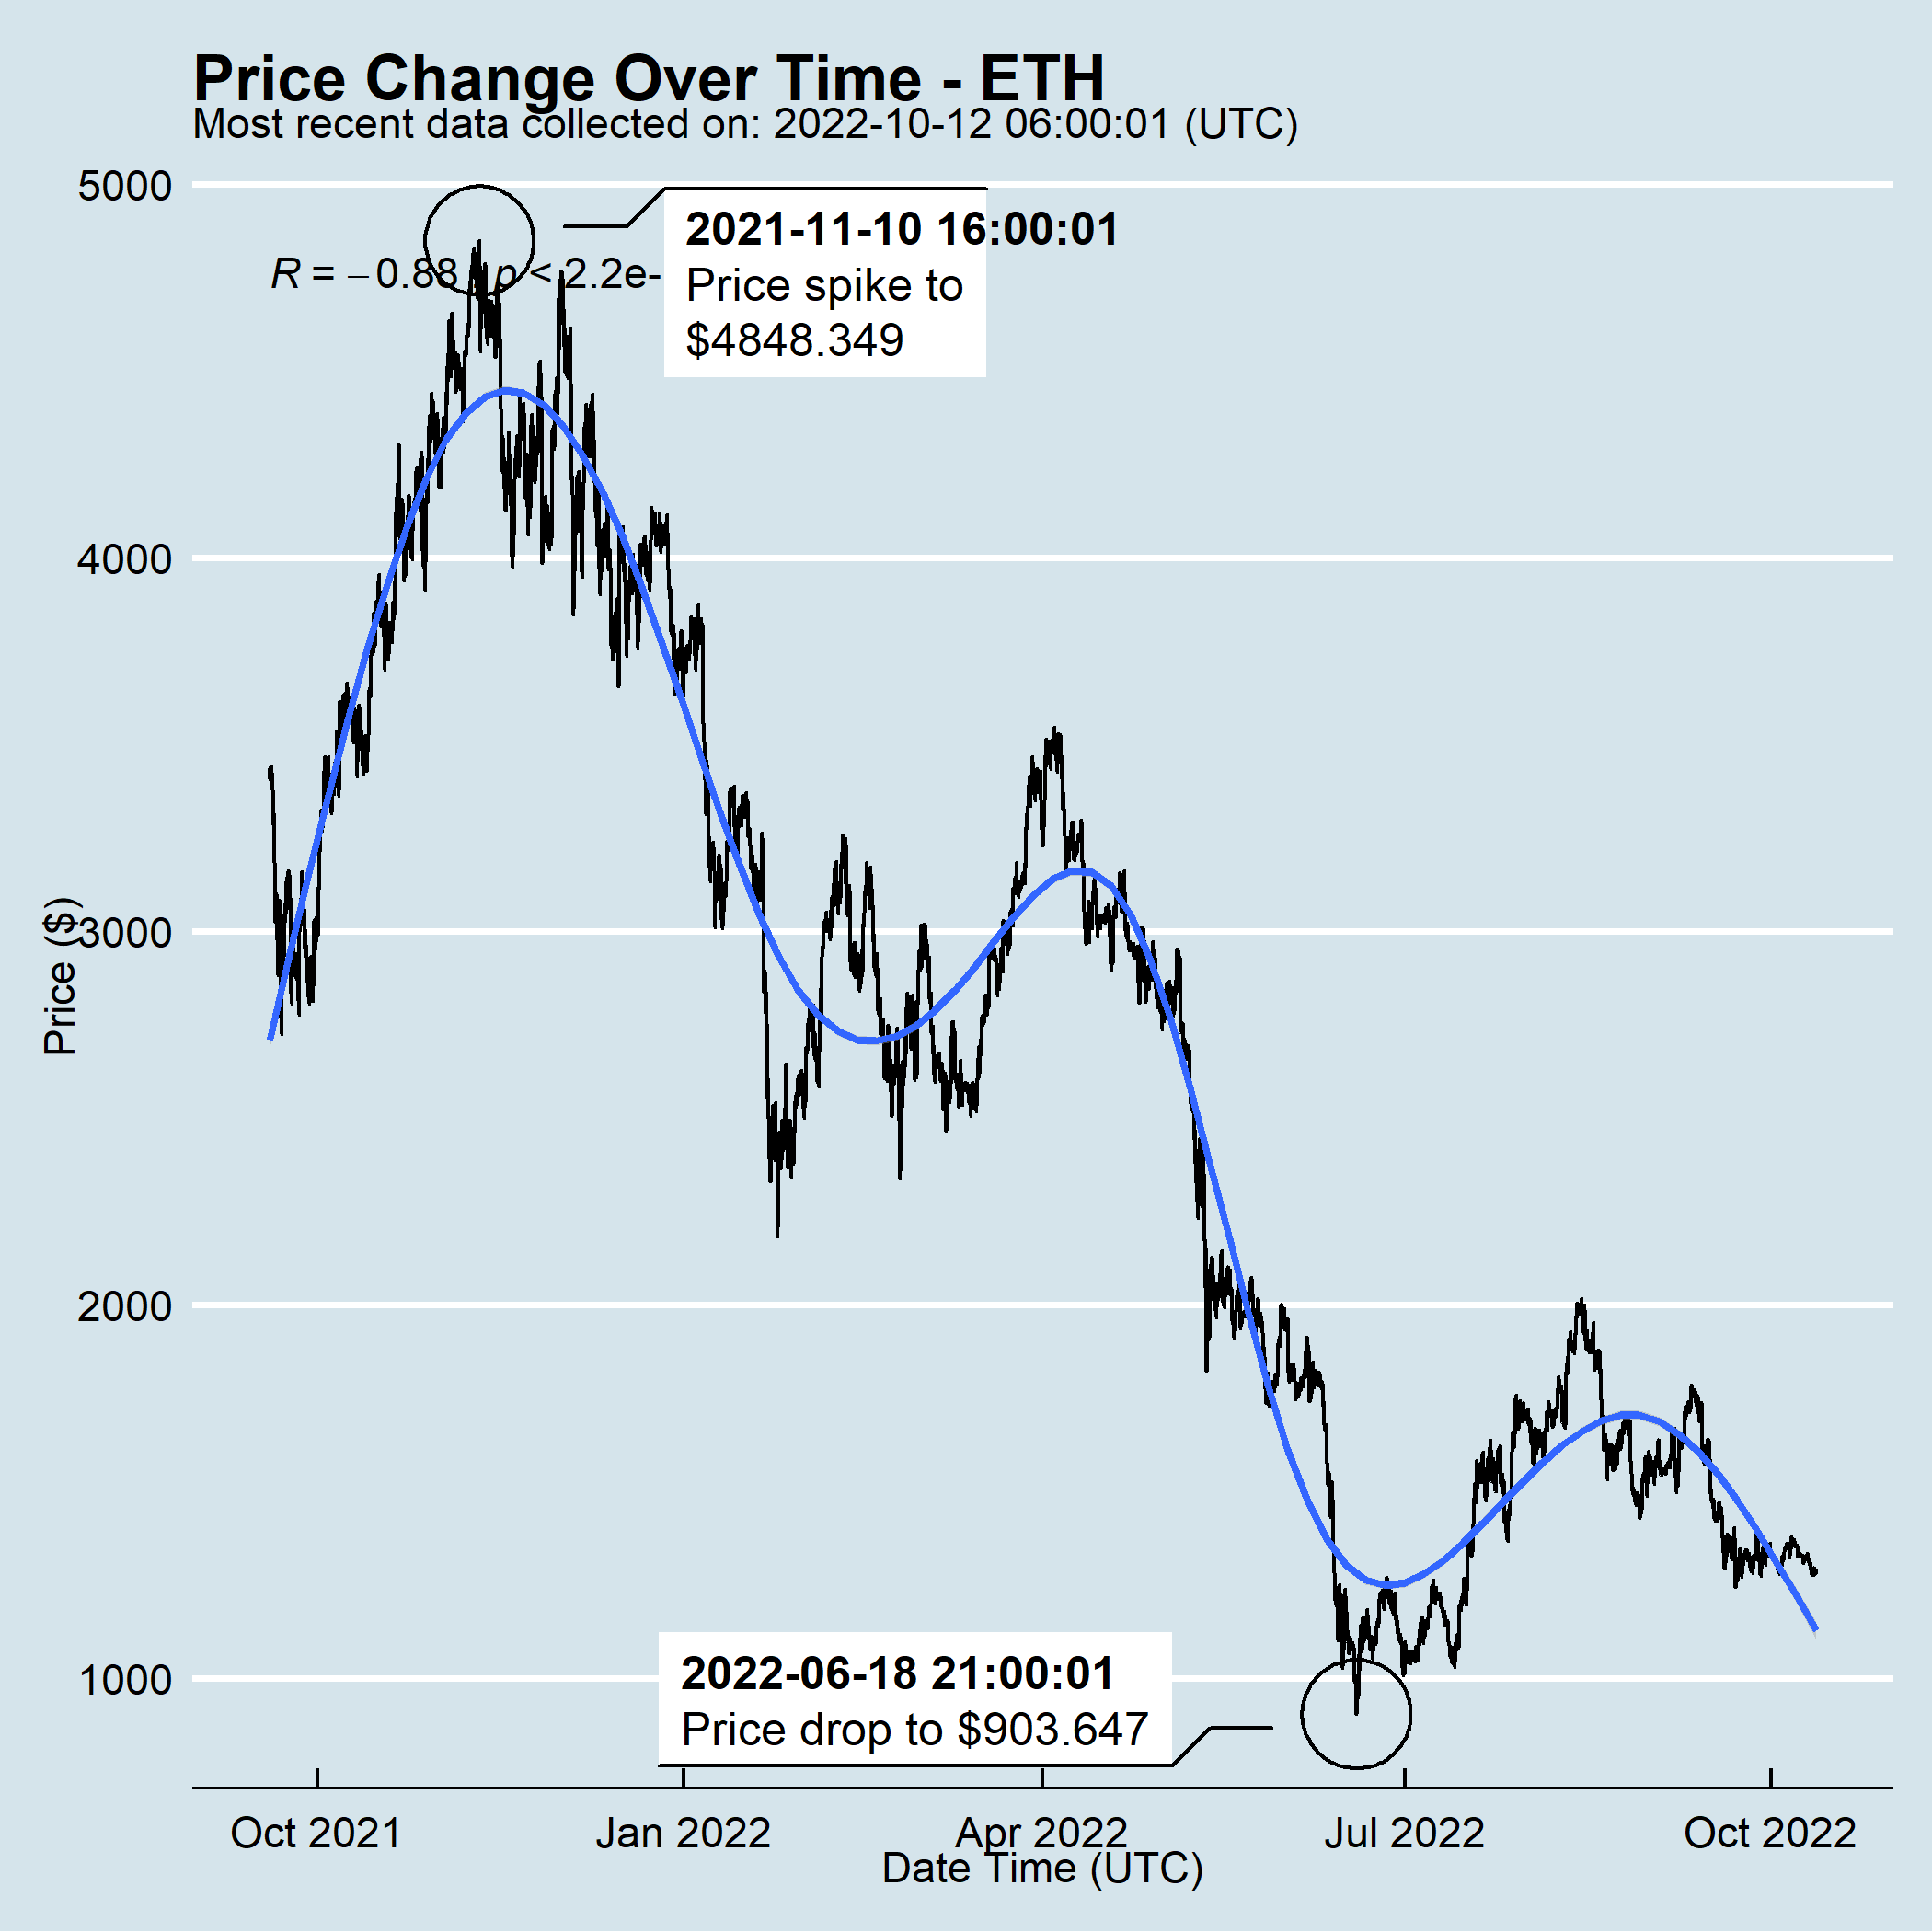 Price Change Over Time - ETH
Most recent data collected on: 2022-10-12 06:00:01 (UTC)
5000
4000
3000
2000
1000
Price ($)
R = −0.88, p < 2.2e-
2021-11-10 16:00:01
Price spike to
$4848.349
2022-06-18 21:00:01
Price drop to $903.647
Oct 2021
Jan 2022
Apr 2022
Jul 2022
Oct 2022
Date Time (UTC)